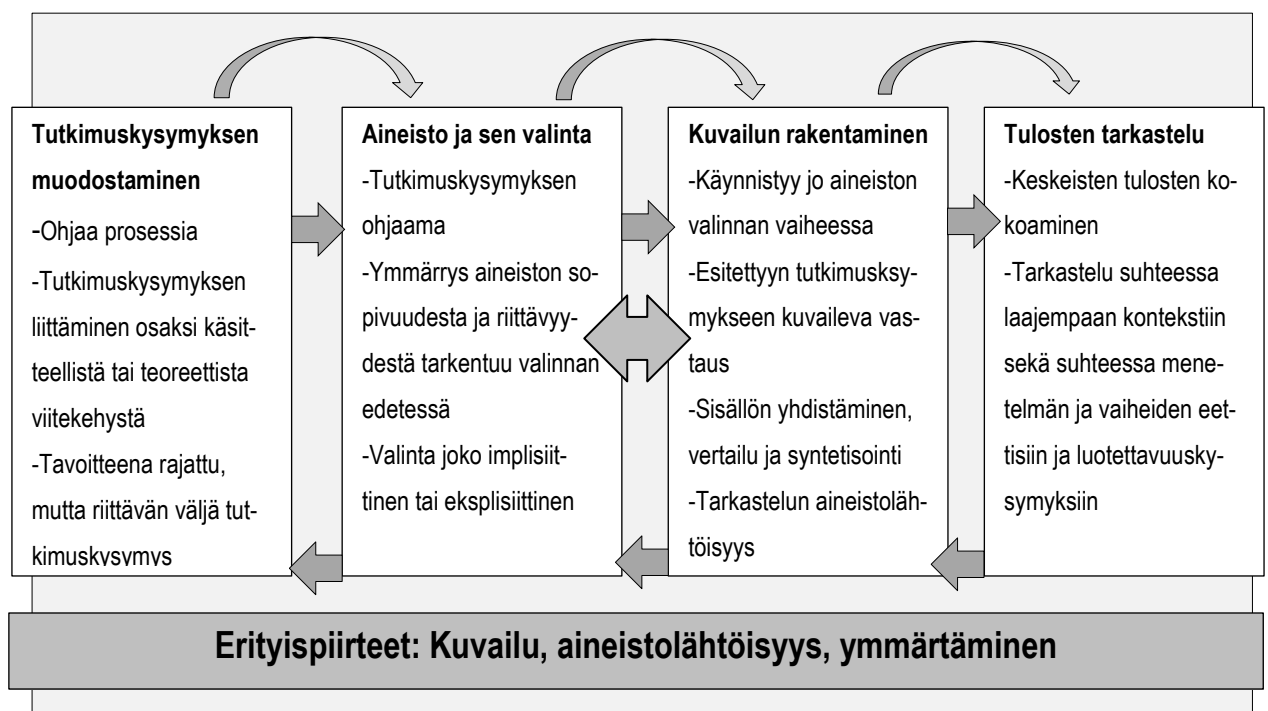 Tutkimuskysymyksen
muodostaminen
-Ohjaa prosessia
-Tutkimuskysymyksen
liittäminen osaksi käsit-
teellistä tai teoreettista
viitekehystä
-Tavoitteena rajattu,
mutta riittävän väljä tut-
kimuskysymys
Aineisto ja sen valinta
-Tutkimuskysymyksen
ohjaama
-Ymmärrys aineiston so-
pivuudesta ja riittävyy-
destä tarkentuu valinnan
edetessä
-Valinta joko implisiit-
tinen tai eksplisiittinen
Kuvailun rakentaminen
-Käynnistyy jo aineiston
valinnan vaiheessa
-Esitettyyn tutkimusksy-
mykseen kuvaileva vas-
taus
-Sisällön yhdistäminen,
vertailu ja syntetisointi
-Tarkastelun aineistoläh-
töisyys
Tulosten tarkastelu
-Keskeisten tulosten ko-
koaminen
-Tarkastelu suhteessa
laajempaan kontekstiin
sekä suhteessa mene-
telmän ja vaiheiden eet-
tisiin ja luotettavuusky-
symyksiin
Erityispiirteet: Kuvailu, aineistolähtöisyys, ymmärtäminen